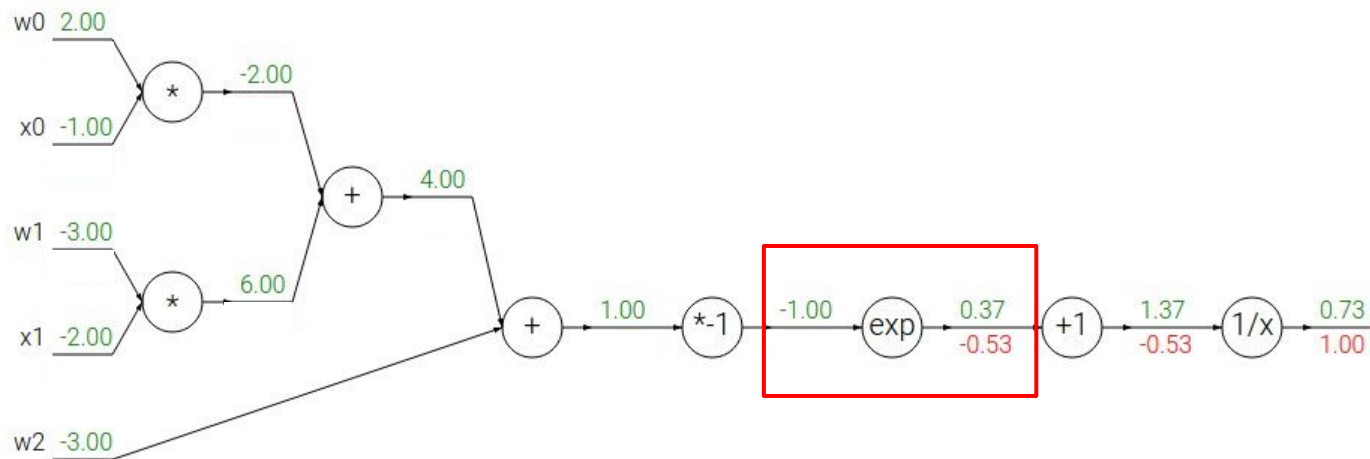 w0 2.00
-2.00
*
x0 -1.00
4.00
+
w1 -3.00
6.00
*
x1 -2.00
+ 1.00 *-1 -1.00 exp 0.37 +1 1.37 1/x 0.73
-0.53 -0.53 1.00
w2 -3.00